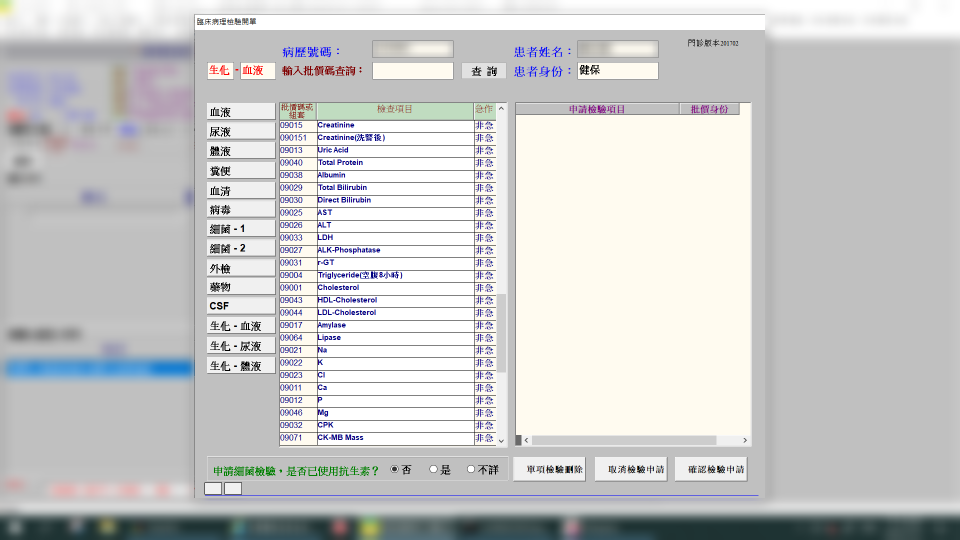 臨床病理檢驗開單
病歷號碼：
患者姓名：
門診版本201702
生化 - 血液
輸入批價碼查詢：
查 詢
患者身份：
健保
血液
尿液
體液
糞便
血清
病毒
細菌 - 1
細菌 - 2
外檢
藥物
CSF
生化 - 血液
生化 - 尿液
生化 - 體液
批價碼或組套 檢查項目 急作
09015 Creatinine 非急
090151 Creatinine(洗腎後) 非急
09013 Uric Acid 非急
09040 Total Protein 非急
09038 Albumin 非急
09029 Total Bilirubin 非急
09030 Direct Bilirubin 非急
09025 AST 非急
09026 ALT 非急
09033 LDH 非急
09027 ALK-Phosphatase 非急
09031 r-GT 非急
09004 Triglyceride(空腹8小時) 非急
09001 Cholesterol 非急
09043 HDL-Cholesterol 非急
09044 LDL-Cholesterol 非急
09017 Amylase 非急
09064 Lipase 非急
09021 Na 非急
09022 K 非急
09023 Cl 非急
09011 Ca 非急
09012 P 非急
09046 Mg 非急
09032 CPK 非急
09071 CK-MB Mass 非急
申請檢驗項目 批價身份
申請細菌檢驗，是否已使用抗生素？ 否 是 不詳
單項檢驗刪除
取消檢驗申請
確認檢驗申請